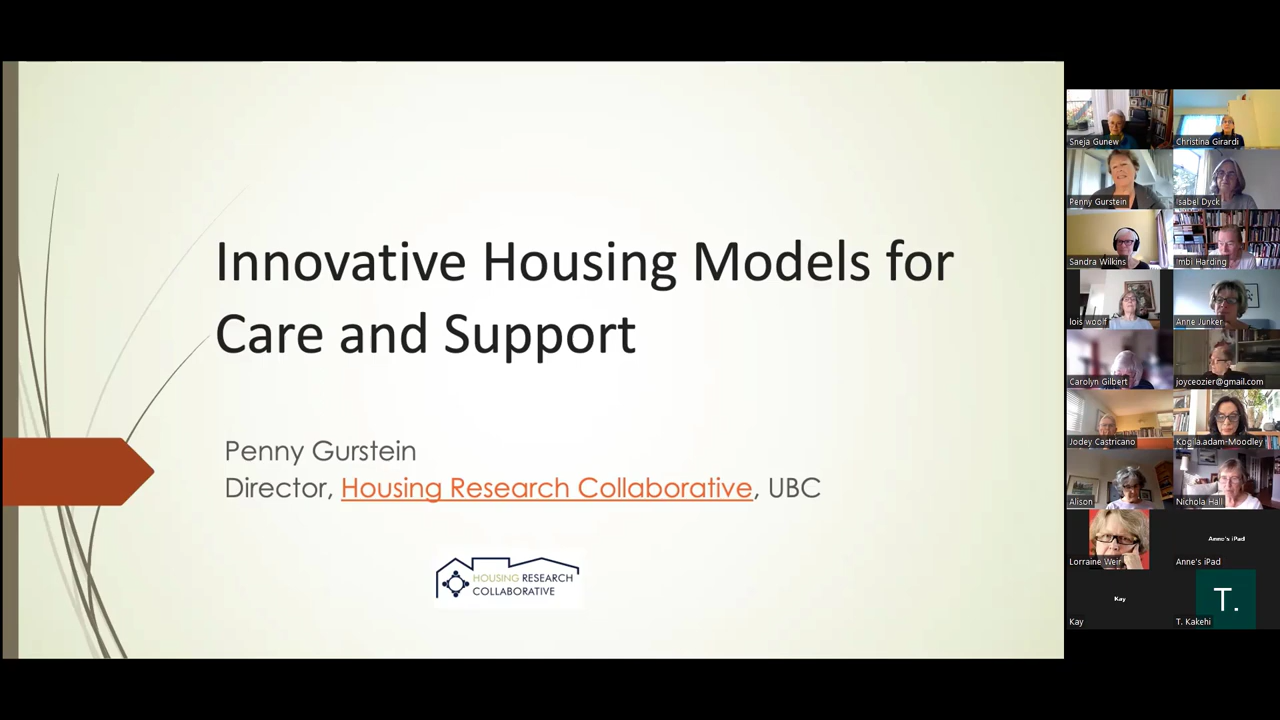 Innovative Housing Models for
Care and Support
Penny Gurstein
Director, Housing Research Collaborative, UBC
HOUSING RESEARCH
COLLABORATIVE
Sneja Gunew
Christina Girardi
Penny Gurstein
Isabel Dyck
Sandra Wilkins
Imbi Harding
lois woolf
Anne Junker
Carolyn Gilbert
joyceozier@gmail.com
Jodey Castricano
Kogila.adam-Moodley
Alison
Nichola Hall
Lorraine Weir
Anne's iPad
Anne's iPad
Kay
Kay
T.
T. Kakehi